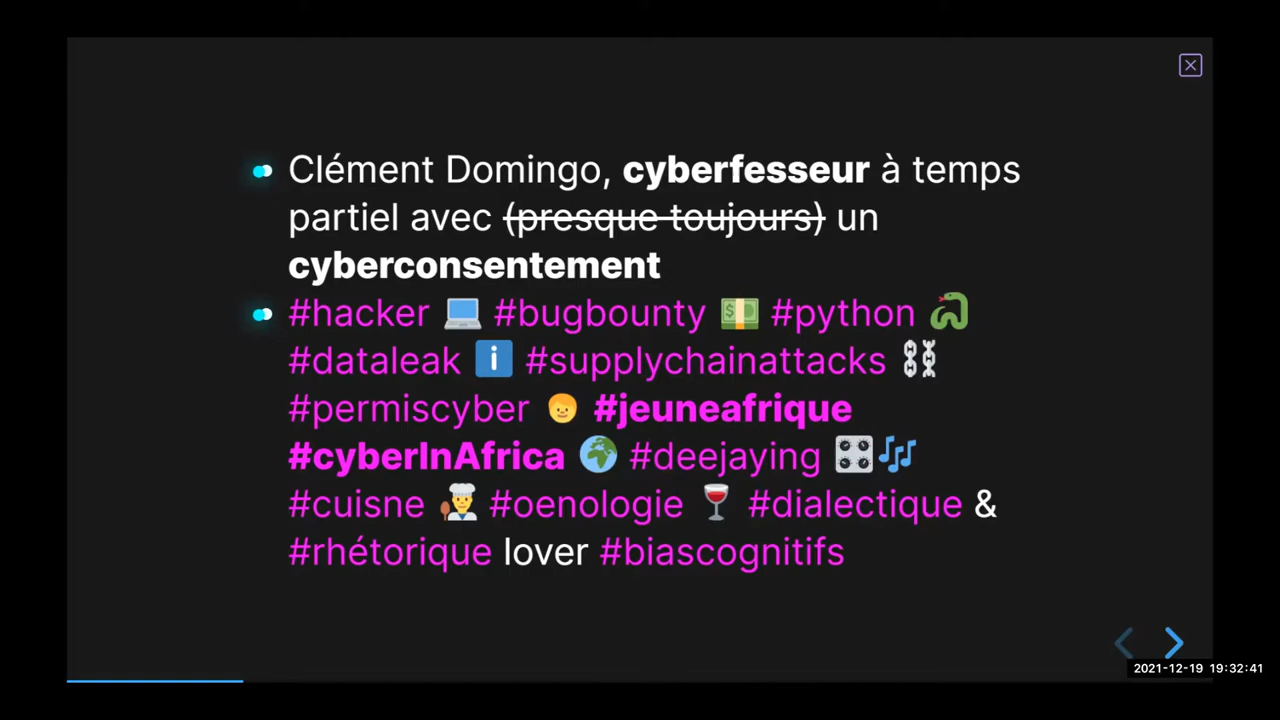 Clément Domingo, cyberfesseur à temps
partiel avec (presque toujours) un
cyberconsentement
#hacker 💻 #bugbounty 💵 #python 🐍
#dataleak ℹ️ #supplychainattacks ⛓️
#permiscyber 👦 #jeuneafrique
#cyberInAfrica 🌍 #deejaying 🎛️🎶
#cuisne 👨‍🍳 #oenologie 🍷 #dialectique &
#rhétorique lover #biascognitifs
2021-12-19 19:32:41